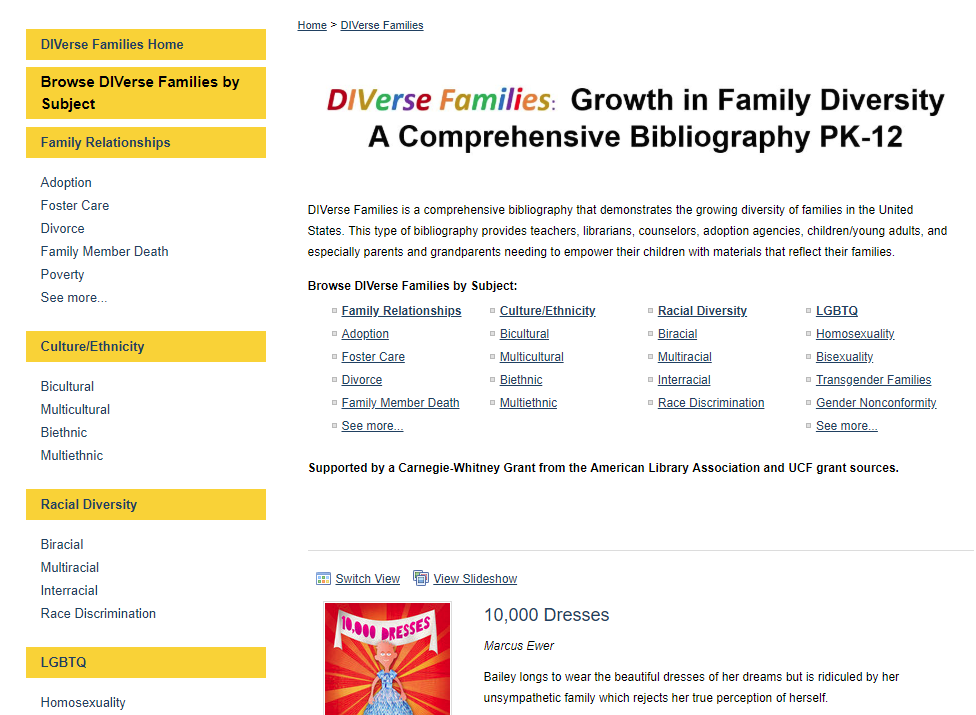 DIVerse Families Home
Browse DIVerse Families by
Subject
Family Relationships
Adoption
Foster Care
Divorce
Family Member Death
Poverty
See more...
Culture/Ethnicity
Bicultural
Multicultural
Biethnic
Multiethnic
Racial Diversity
Biracial
Multiracial
Interracial
Race Discrimination
LGBTQ
Homosexuality
Home > DIVerse Families
DIVerse Families: Growth in Family Diversity
A Comprehensive Bibliography PK-12
DIVerse Families is a comprehensive bibliography that demonstrates the growing diversity of families in the United
States. This type of bibliography provides teachers, librarians, counselors, adoption agencies, children/young adults, and
especially parents and grandparents needing to empower their children with materials that reflect their families.
Browse DIVerse Families by Subject:
Family Relationships
Adoption
Foster Care
Divorce
Family Member Death
See more...
Culture/Ethnicity
Bicultural
Multicultural
Biethnic
Multiethnic
Racial Diversity
Biracial
Multiracial
Interracial
Race Discrimination
LGBTQ
Homosexuality
Bisexuality
Transgender Families
Gender Nonconformity
See more...
Supported by a Carnegie-Whitney Grant from the American Library Association and UCF grant sources.
Switch View View Slideshow
10,000 DRESSES
10,000 Dresses
Marcus Ewer
Bailey longs to wear the beautiful dresses of her dreams but is ridiculed by her
unsympathetic family which rejects her true perception of herself.